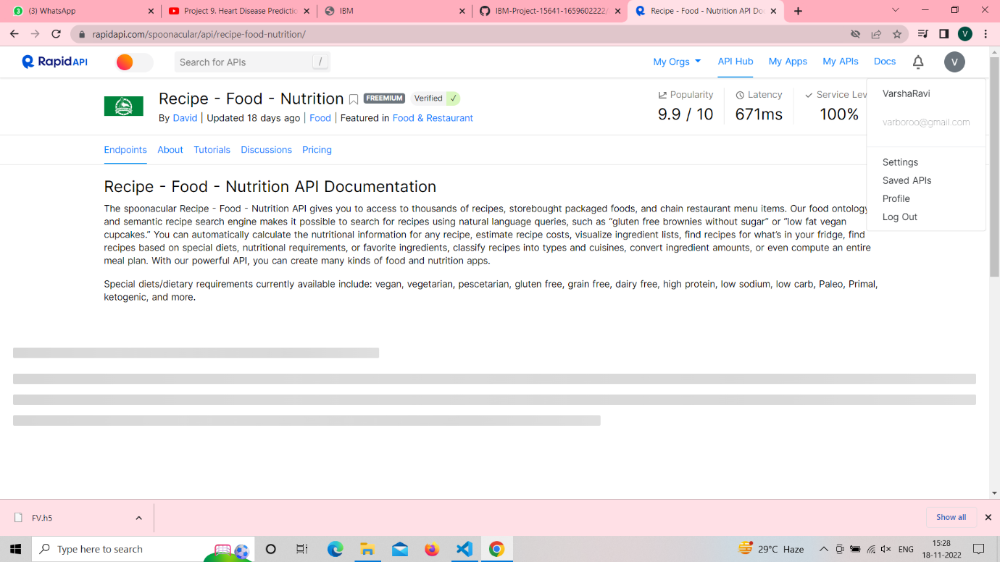 (3) WhatsApp
Project 9. Heart Disease Predictio
IBM
IBM-Project-15641-1659602222/
Recipe - Food - Nutrition API Do
rapidapi.com/spoonacular/api/recipe-food-nutrition/
V
Rapid API
Search for APIs
/
My Orgs
API Hub
My Apps
My APIs
Docs
V
Recipe - Food - Nutrition FREEMIUM Verified ✓
By David | Updated 18 days ago | Food | Featured in Food & Restaurant
Popularity
9.9 / 10
Latency
671ms
Service Lev
100%
VarshaRavi
varboroo@gmail.com
Settings
Saved APIs
Profile
Log Out
Endpoints About Tutorials Discussions Pricing
Recipe - Food - Nutrition API Documentation
The spoonacular Recipe - Food - Nutrition API gives you to access to thousands of recipes, storebought packaged foods, and chain restaurant menu items. Our food ontology
and semantic recipe search engine makes it possible to search for recipes using natural language queries, such as “gluten free brownies without sugar” or “low fat vegan
cupcakes.” You can automatically calculate the nutritional information for any recipe, estimate recipe costs, visualize ingredient lists, find recipes for what’s in your fridge, find
recipes based on special diets, nutritional requirements, or favorite ingredients, classify recipes into types and cuisines, convert ingredient amounts, or even compute an entire
meal plan. With our powerful API, you can create many kinds of food and nutrition apps.
Special diets/dietary requirements currently available include: vegan, vegetarian, pescetarian, gluten free, grain free, dairy free, high protein, low sodium, low carb, Paleo, Primal,
ketogenic, and more.
FV.h5
Show all
Type here to search
29°C Haze
ENG
15:28
18-11-2022